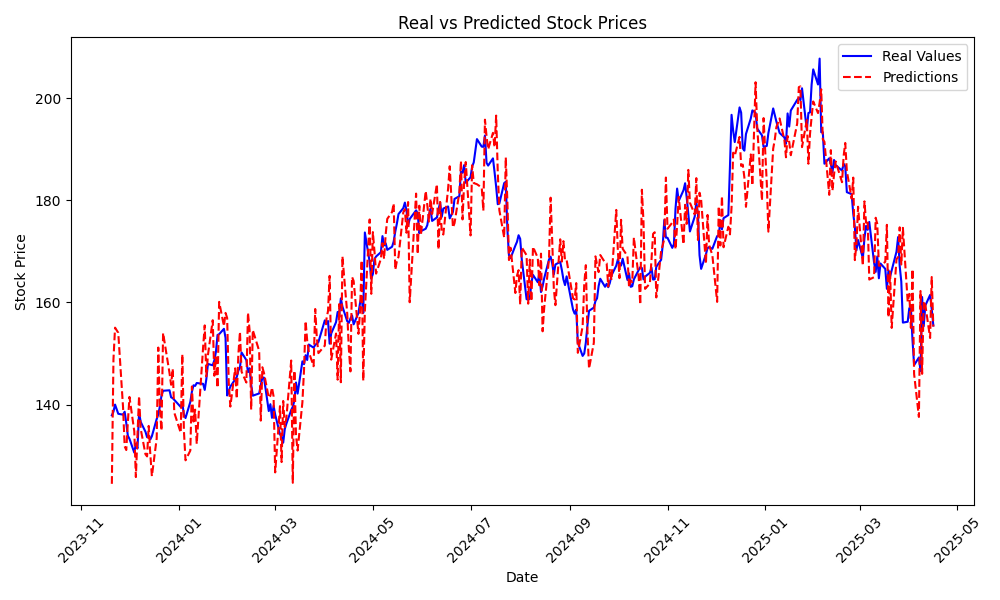 Real vs Predicted Stock Prices
Real Values
Predictions
Stock Price
200
180
160
140
2023-11
2024-01
2024-03
2024-05
2024-07
2024-09
2024-11
2025-01
2025-03
2025-05
Date